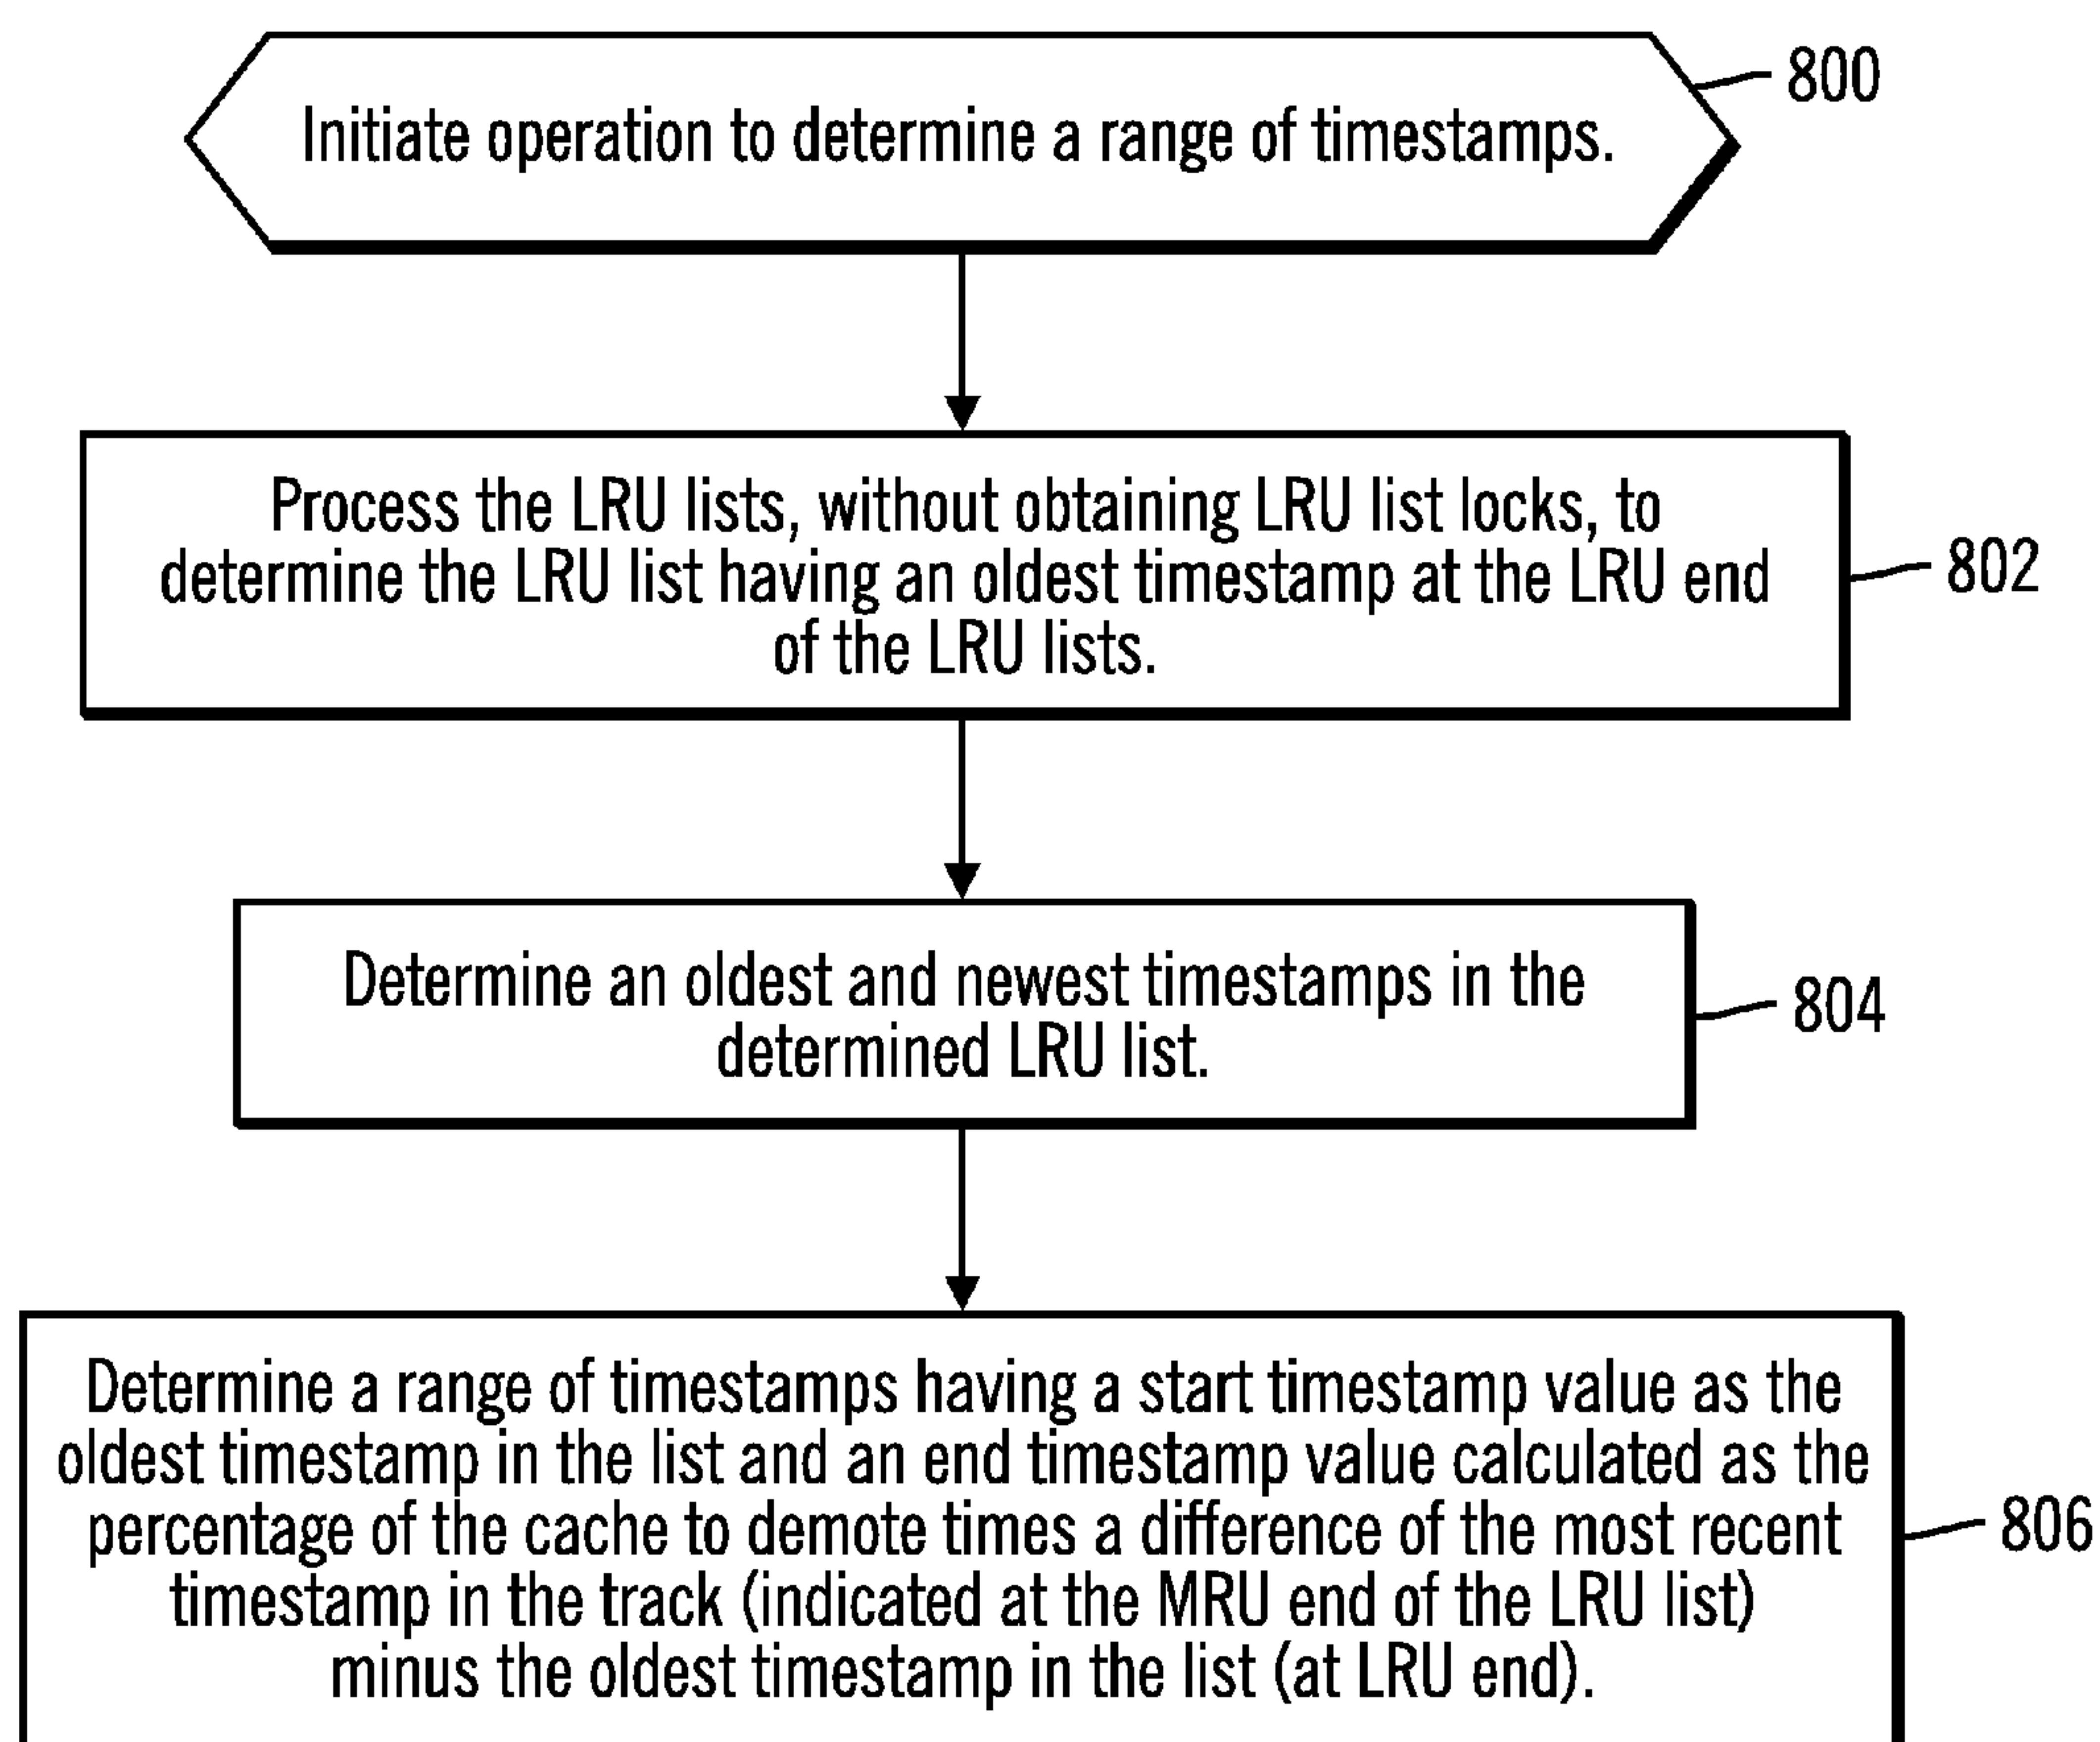 Initiate operation to determine a range of timestamps.
800
Process the LRU lists, without obtaining LRU list locks, to
determine the LRU list having an oldest timestamp at the LRU end
of the LRU lists.
802
Determine an oldest and newest timestamps in the
determined LRU list.
804
Determine a range of timestamps having a start timestamp value as the
oldest timestamp in the list and an end timestamp value calculated as the
percentage of the cache to demote times a difference of the most recent
timestamp in the track (indicated at the MRU end of the LRU list)
minus the oldest timestamp in the list (at LRU end).
806